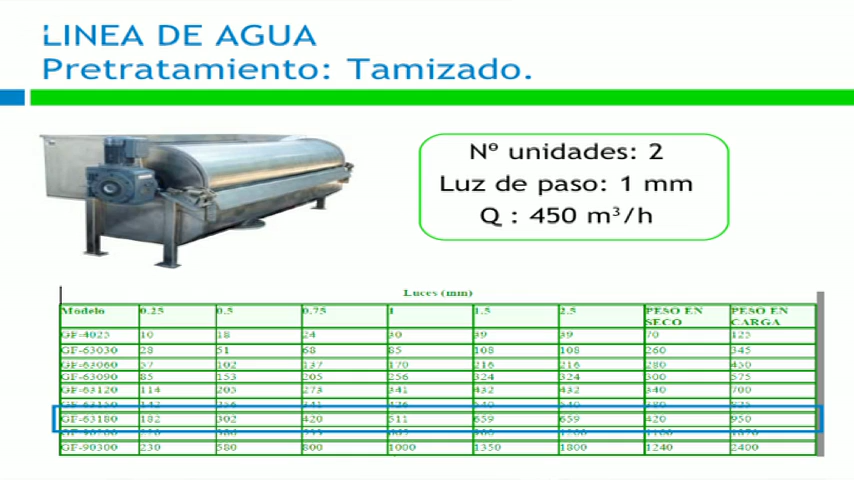 LINEA DE AGUA
Pretratamiento: Tamizado.
Nº unidades: 2
Luz de paso: 1 mm
Q : 450 m³/h
Luces (mm)
Modelo 0.25 0.5 0.75 1 1.5 2.5 PESO EN SECO PESO EN CARGA
GF-4025 10 18 24 30 39 39 70 125
GF-63030 28 51 68 85 108 108 260 345
GF-63060 57 102 137 170 216 216 280 450
GF-63090 85 153 205 256 324 324 300 575
GF-63120 114 205 273 341 432 432 340 700
GF-63180 182 302 420 511 659 659 420 950
GF-90300 230 580 800 1000 1350 1800 1240 2400